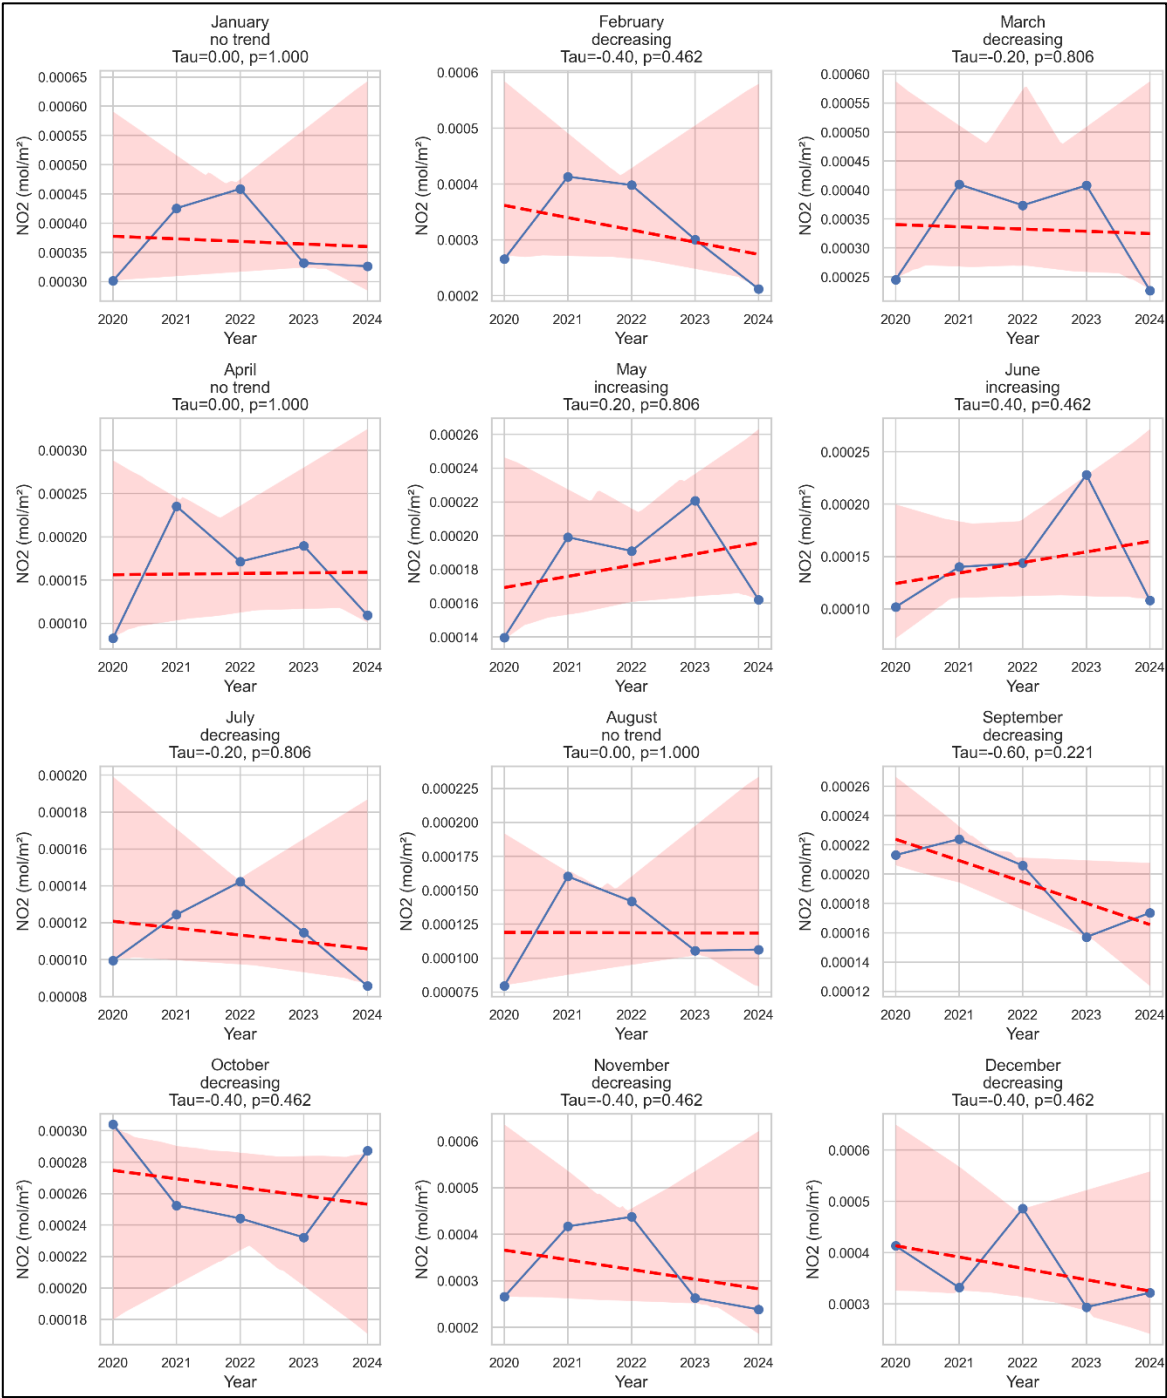 January
no trend
Tau=0.00, p=1.000
0.00065
0.00060
0.00055
0.00050
0.00045
0.00040
0.00035
0.00030
NO2 (mol/m²)
2020 2021 2022 2023 2024
Year
February
decreasing
Tau=-0.40, p=0.462
0.0006
0.0005
0.0004
0.0003
0.0002
NO2 (mol/m²)
2020 2021 2022 2023 2024
Year
March
decreasing
Tau=-0.20, p=0.806
0.00060
0.00055
0.00050
0.00045
0.00040
0.00035
0.00030
0.00025
NO2 (mol/m²)
2020 2021 2022 2023 2024
Year
April
no trend
Tau=0.00, p=1.000
0.00030
0.00025
0.00020
0.00015
0.00010
NO2 (mol/m²)
2020 2021 2022 2023 2024
Year
May
increasing
Tau=0.20, p=0.806
0.00026
0.00024
0.00022
0.00020
0.00018
0.00016
0.00014
NO2 (mol/m²)
2020 2021 2022 2023 2024
Year
June
increasing
Tau=0.40, p=0.462
0.00025
0.00020
0.00015
0.00010
NO2 (mol/m²)
2020 2021 2022 2023 2024
Year
July
decreasing
Tau=-0.20, p=0.806
0.00020
0.00018
0.00016
0.00014
0.00012
0.00010
0.00008
NO2 (mol/m²)
2020 2021 2022 2023 2024
Year
August
no trend
Tau=0.00, p=1.000
0.000225
0.000200
0.000175
0.000150
0.000125
0.000100
0.000075
NO2 (mol/m²)
2020 2021 2022 2023 2024
Year
September
decreasing
Tau=-0.60, p=0.221
0.00026
0.00024
0.00022
0.00020
0.00018
0.00016
0.00014
0.00012
NO2 (mol/m²)
2020 2021 2022 2023 2024
Year
October
decreasing
Tau=-0.40, p=0.462
0.00030
0.00028
0.00026
0.00024
0.00022
0.00020
0.00018
NO2 (mol/m²)
2020 2021 2022 2023 2024
Year
November
decreasing
Tau=-0.40, p=0.462
0.0006
0.0005
0.0004
0.0003
0.0002
NO2 (mol/m²)
2020 2021 2022 2023 2024
Year
December
decreasing
Tau=-0.40, p=0.462
0.0006
0.0005
0.0004
0.0003
NO2 (mol/m²)
2020 2021 2022 2023 2024
Year